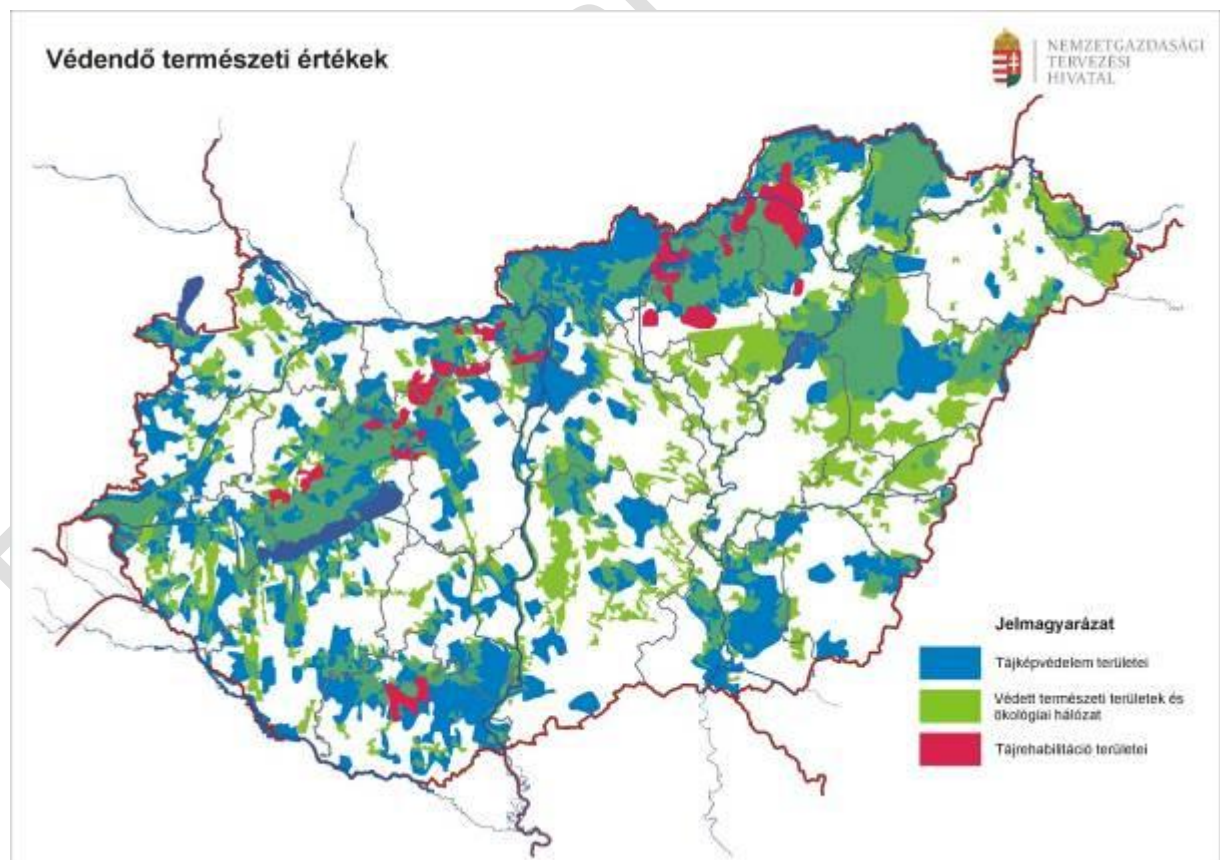 Védendő természeti értékek
NEMZETGAZDASÁGI
TERVEZÉSI
HIVATAL
Jelmagyarázat
Tájképvédelem területei
Védett természeti területek és
ökológiai hálózat
Tájrehabilitáció területei